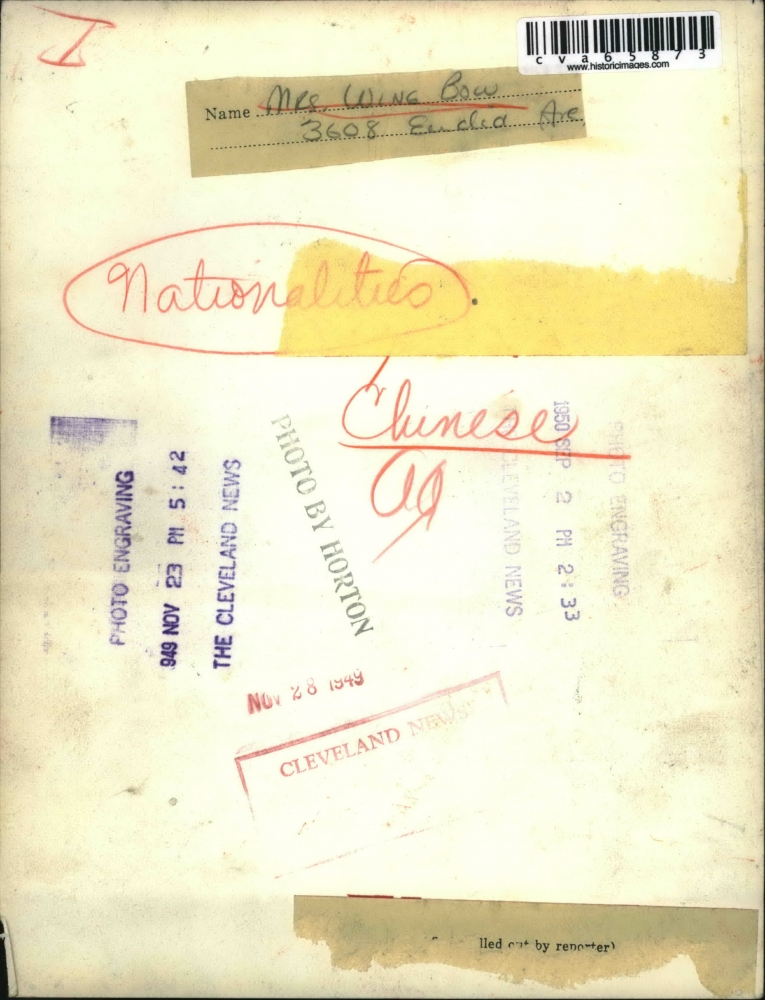 I
cva65873
www.historicimages.com
Name Mrs. Wing Bow
3608 Euclid Ave.
Nationalities
Chinese
PHOTO ENGRAVING
949 NOV 23 PM 5:42
THE CLEVELAND NEWS
PHOTO BY HORTON
CLEVELAND NEWS
1950 SEP 2 PM 2:33
PHOTO ENGRAVING
NOV 28 1949
CLEVELAND NEWS
lled out by reporter)